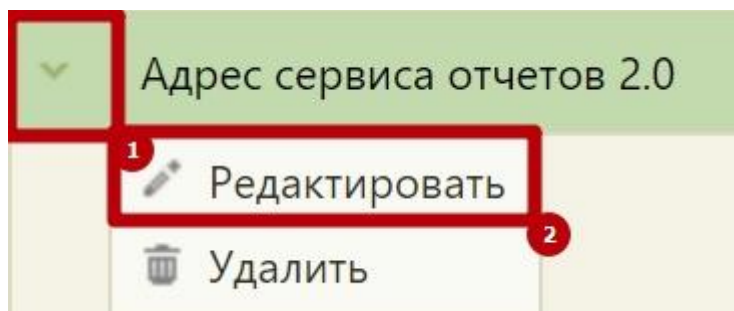 Адрес сервиса отчетов 2.0
1
Редактировать
2
Удалить